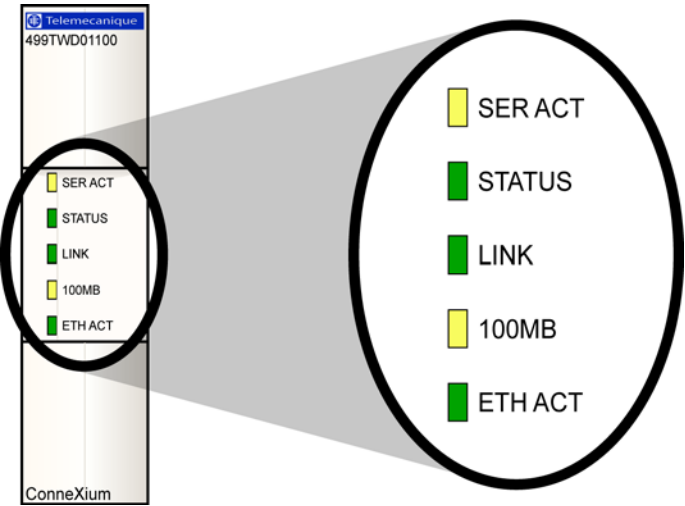 Telemecanique
499TWD01100
SER ACT
STATUS
LINK
100MB
ETH ACT
ConneXium
SER ACT
STATUS
LINK
100MB
ETH ACT